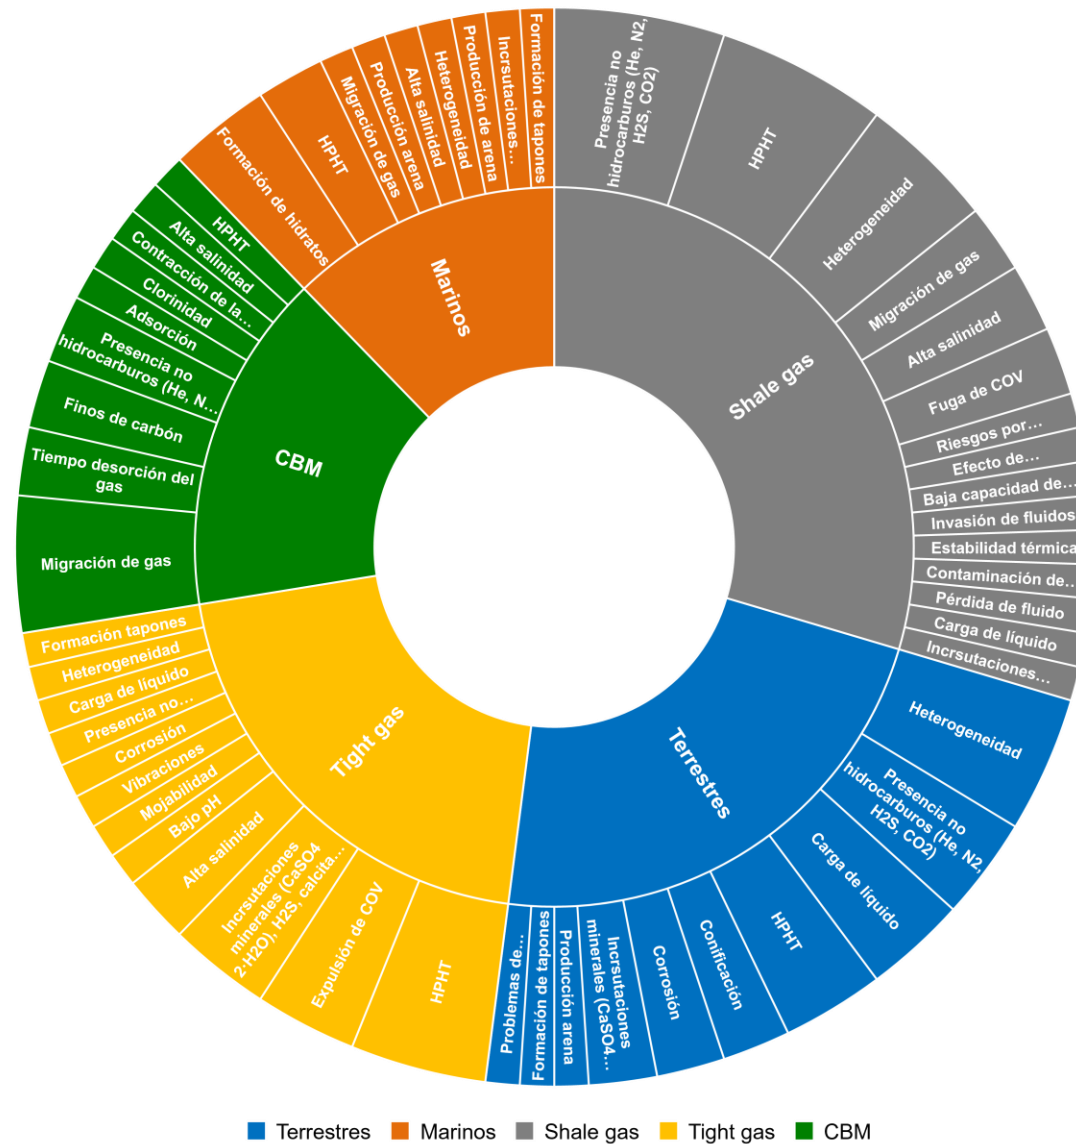 Shale gas
Presencia no
hidrocarburos (He, N2,
H2S, CO2)
HPHT
Heterogeneidad
Migración de gas
Alta salinidad
Fuga de COV
Riesgos por...
Efecto de...
Baja capacidad de...
Invasión de fluidos
Estabilidad térmica
Contaminación de...
Pérdida de fluido
Carga de líquido
Incrsutaciones...
Terrestres
Heterogeneidad
Presencia no
hidrocarburos (He, N2,
H2S, CO2)
Carga de líquido
HPHT
Conificación
Corrosión
Incrsutaciones
minerales (CaSO4...
Producción arena
Formación de tapones
Problemas de...
Tight gas
HPHT
Expulsión de COV
Incrsutaciones
minerales (CaSO4
2·H2O), H2S, calcita...
Alta salinidad
Bajo pH
Mojabilidad
Vibraciones
Corrosión
Presencia no...
Carga de líquido
Heterogeneidad
Formación tapones
CBM
Migración de gas
Tiempo desorción del
gas
Finos de carbón
Presencia no
hidrocarburos (He, N...
Adsorción
Clorinidad
Contracción de la...
Alta salinidad
HPHT
Marinos
Formación de hidratos
HPHT
Migración de gas
Producción arena
Alta salinidad
Heterogeneidad
Producción de arena
Incrsutaciones...
Formación de tapones
Terrestres Marinos Shale gas Tight gas CBM